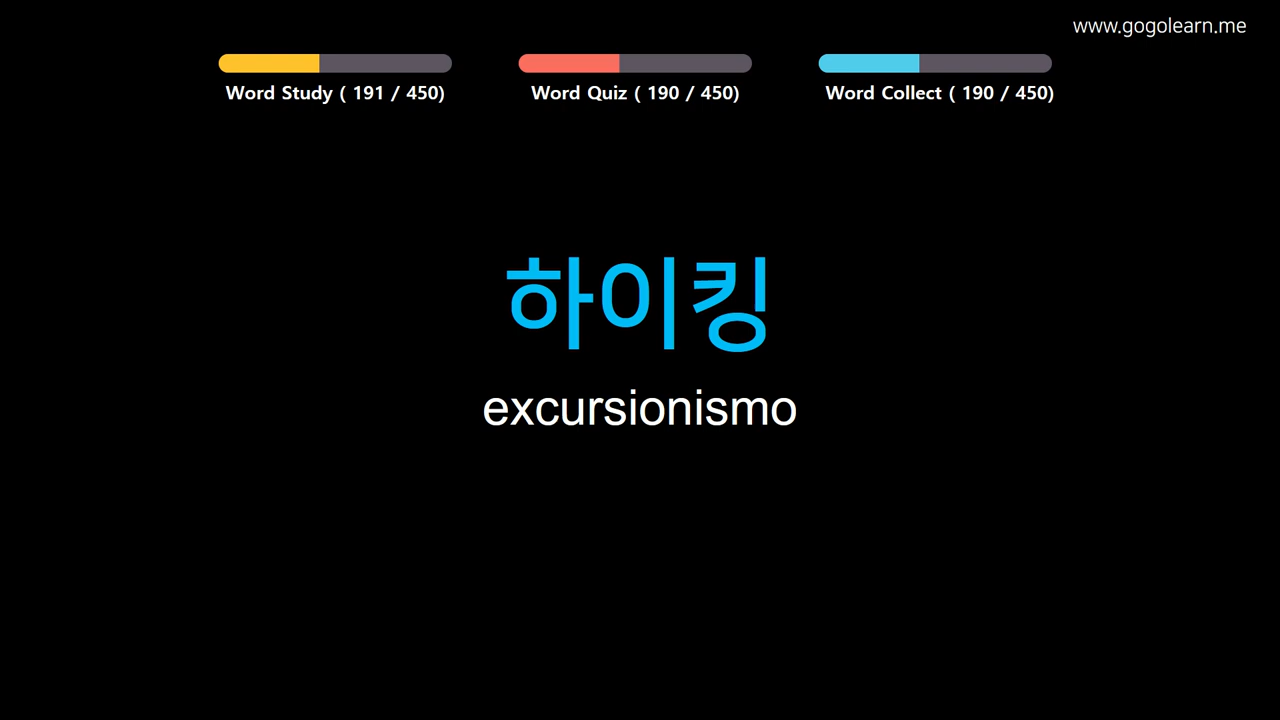 www.gogolearn.me
Word Study ( 191 / 450)
Word Quiz ( 190 / 450)
Word Collect ( 190 / 450)
하이킹
excursionismo